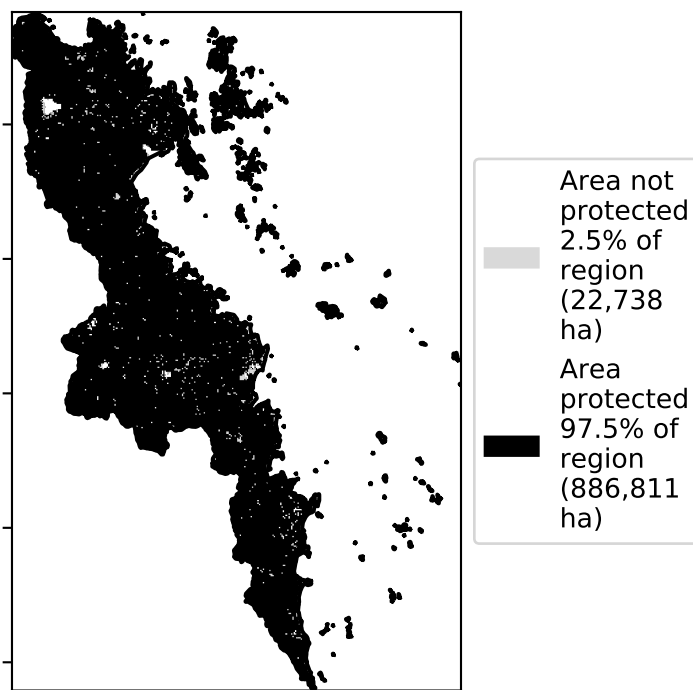 Area not
protected
2.5% of
region
(22,738
ha)
Area
protected
97.5% of
region
(886,811
ha)